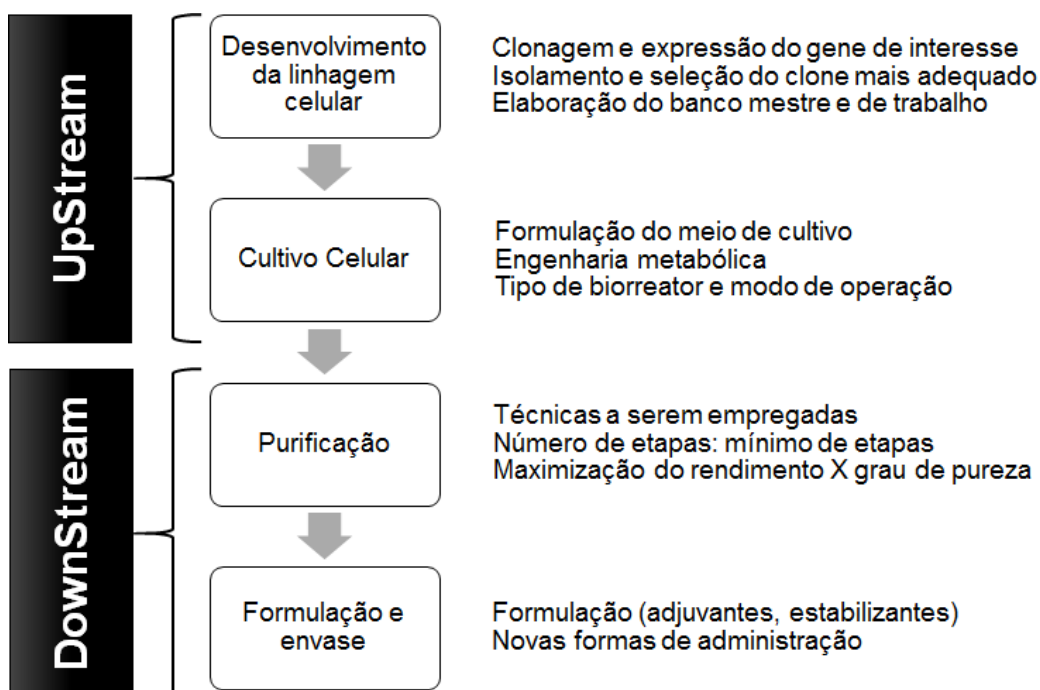 UpStream
Desenvolvimento
da linhagem
celular
Clonagem e expressão do gene de interesse
Isolamento e seleção do clone mais adequado
Elaboração do banco mestre e de trabalho
Cultivo Celular
Formulação do meio de cultivo
Engenharia metabólica
Tipo de biorreator e modo de operação
DownStream
Purificação
Técnicas a serem empregadas
Número de etapas: mínimo de etapas
Maximização do rendimento X grau de pureza
Formulação e
envase
Formulação (adjuvantes, estabilizantes)
Novas formas de administração